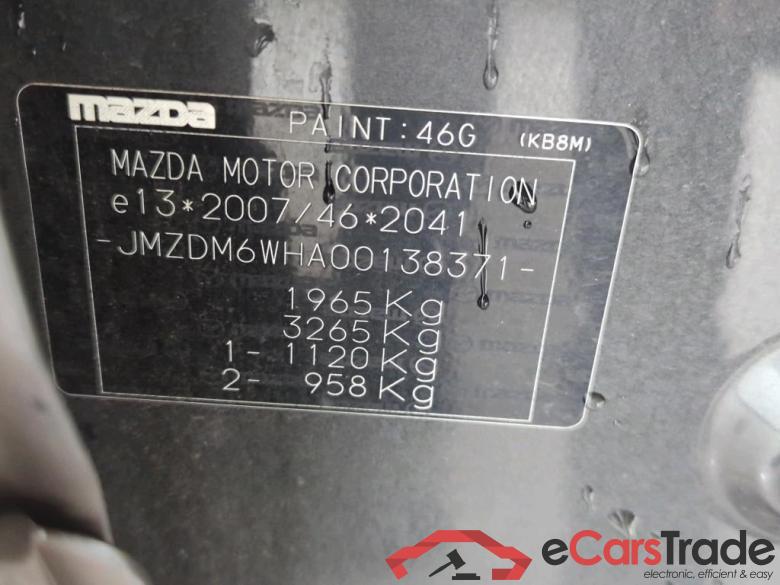 mazda PAINT:46G (KB8M)
MAZDA MOTOR CORPORATION
e13*2007/46*2041
-JMZDM6WHA00138371-
1965Kg
3265Kg
1- 1120Kg
2- 958Kg
eCarsTrade
electronic, efficient & easy